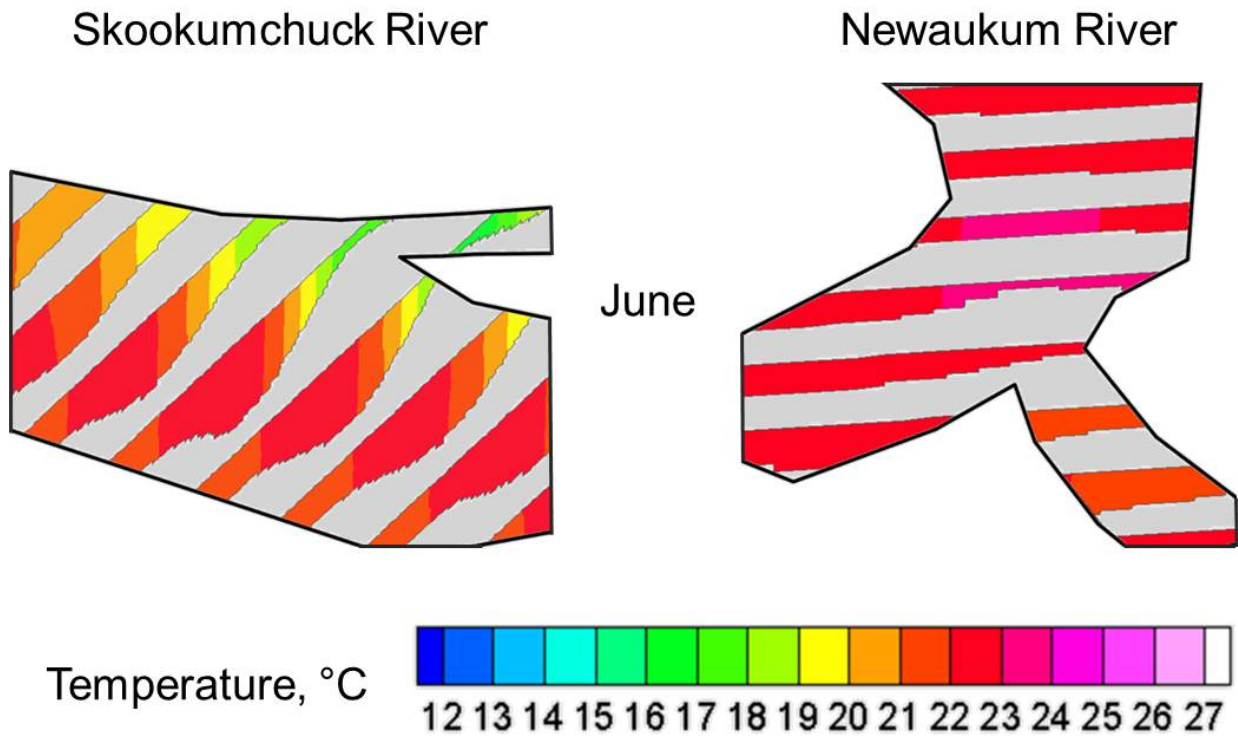 Skookumchuck River
Newaukum River
June
Temperature, °C
12 13 14 15 16 17 18 19 20 21 22 23 24 25 26 27